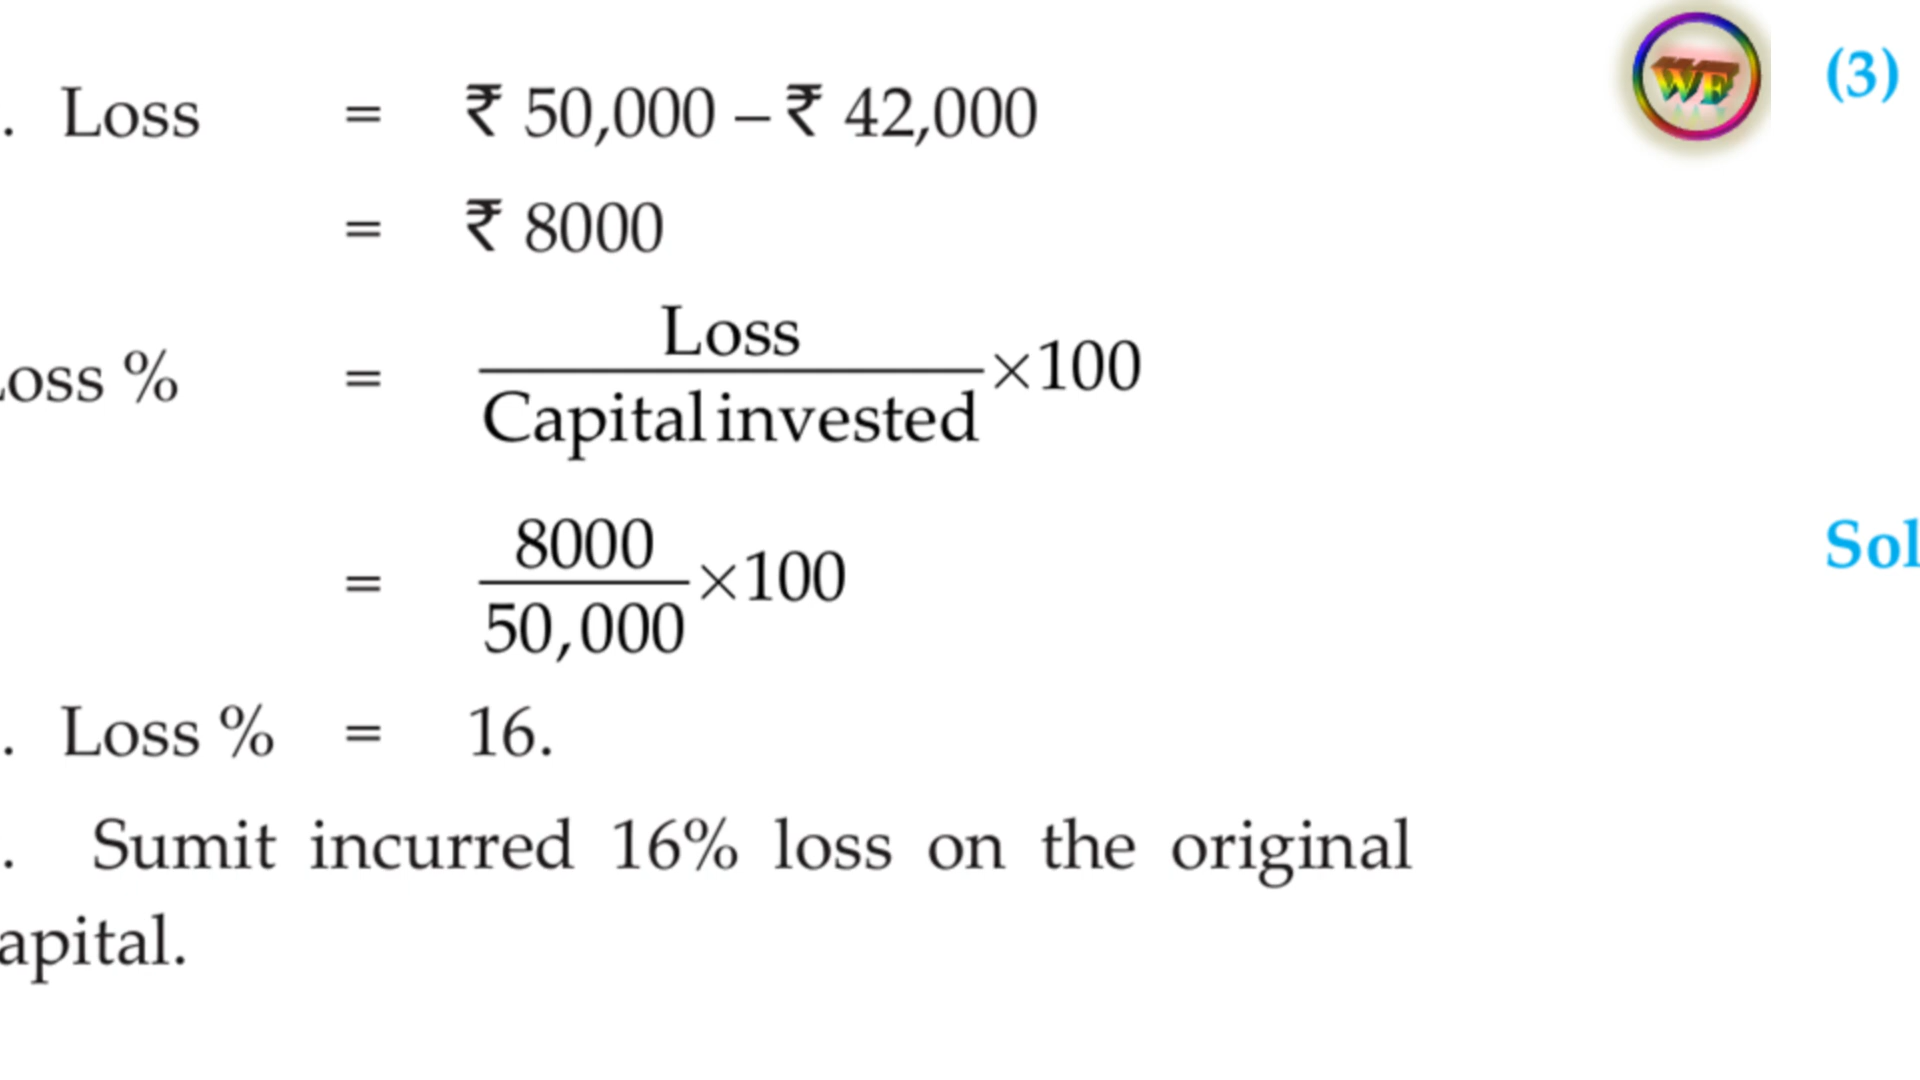 . Loss = ₹ 50,000 – ₹ 42,000
= ₹ 8000
oss % = Loss / Capital invested ×100
= 8000 / 50,000 ×100
. Loss % = 16.
. Sumit incurred 16% loss on the original
apital.
WE
(3)
Sol